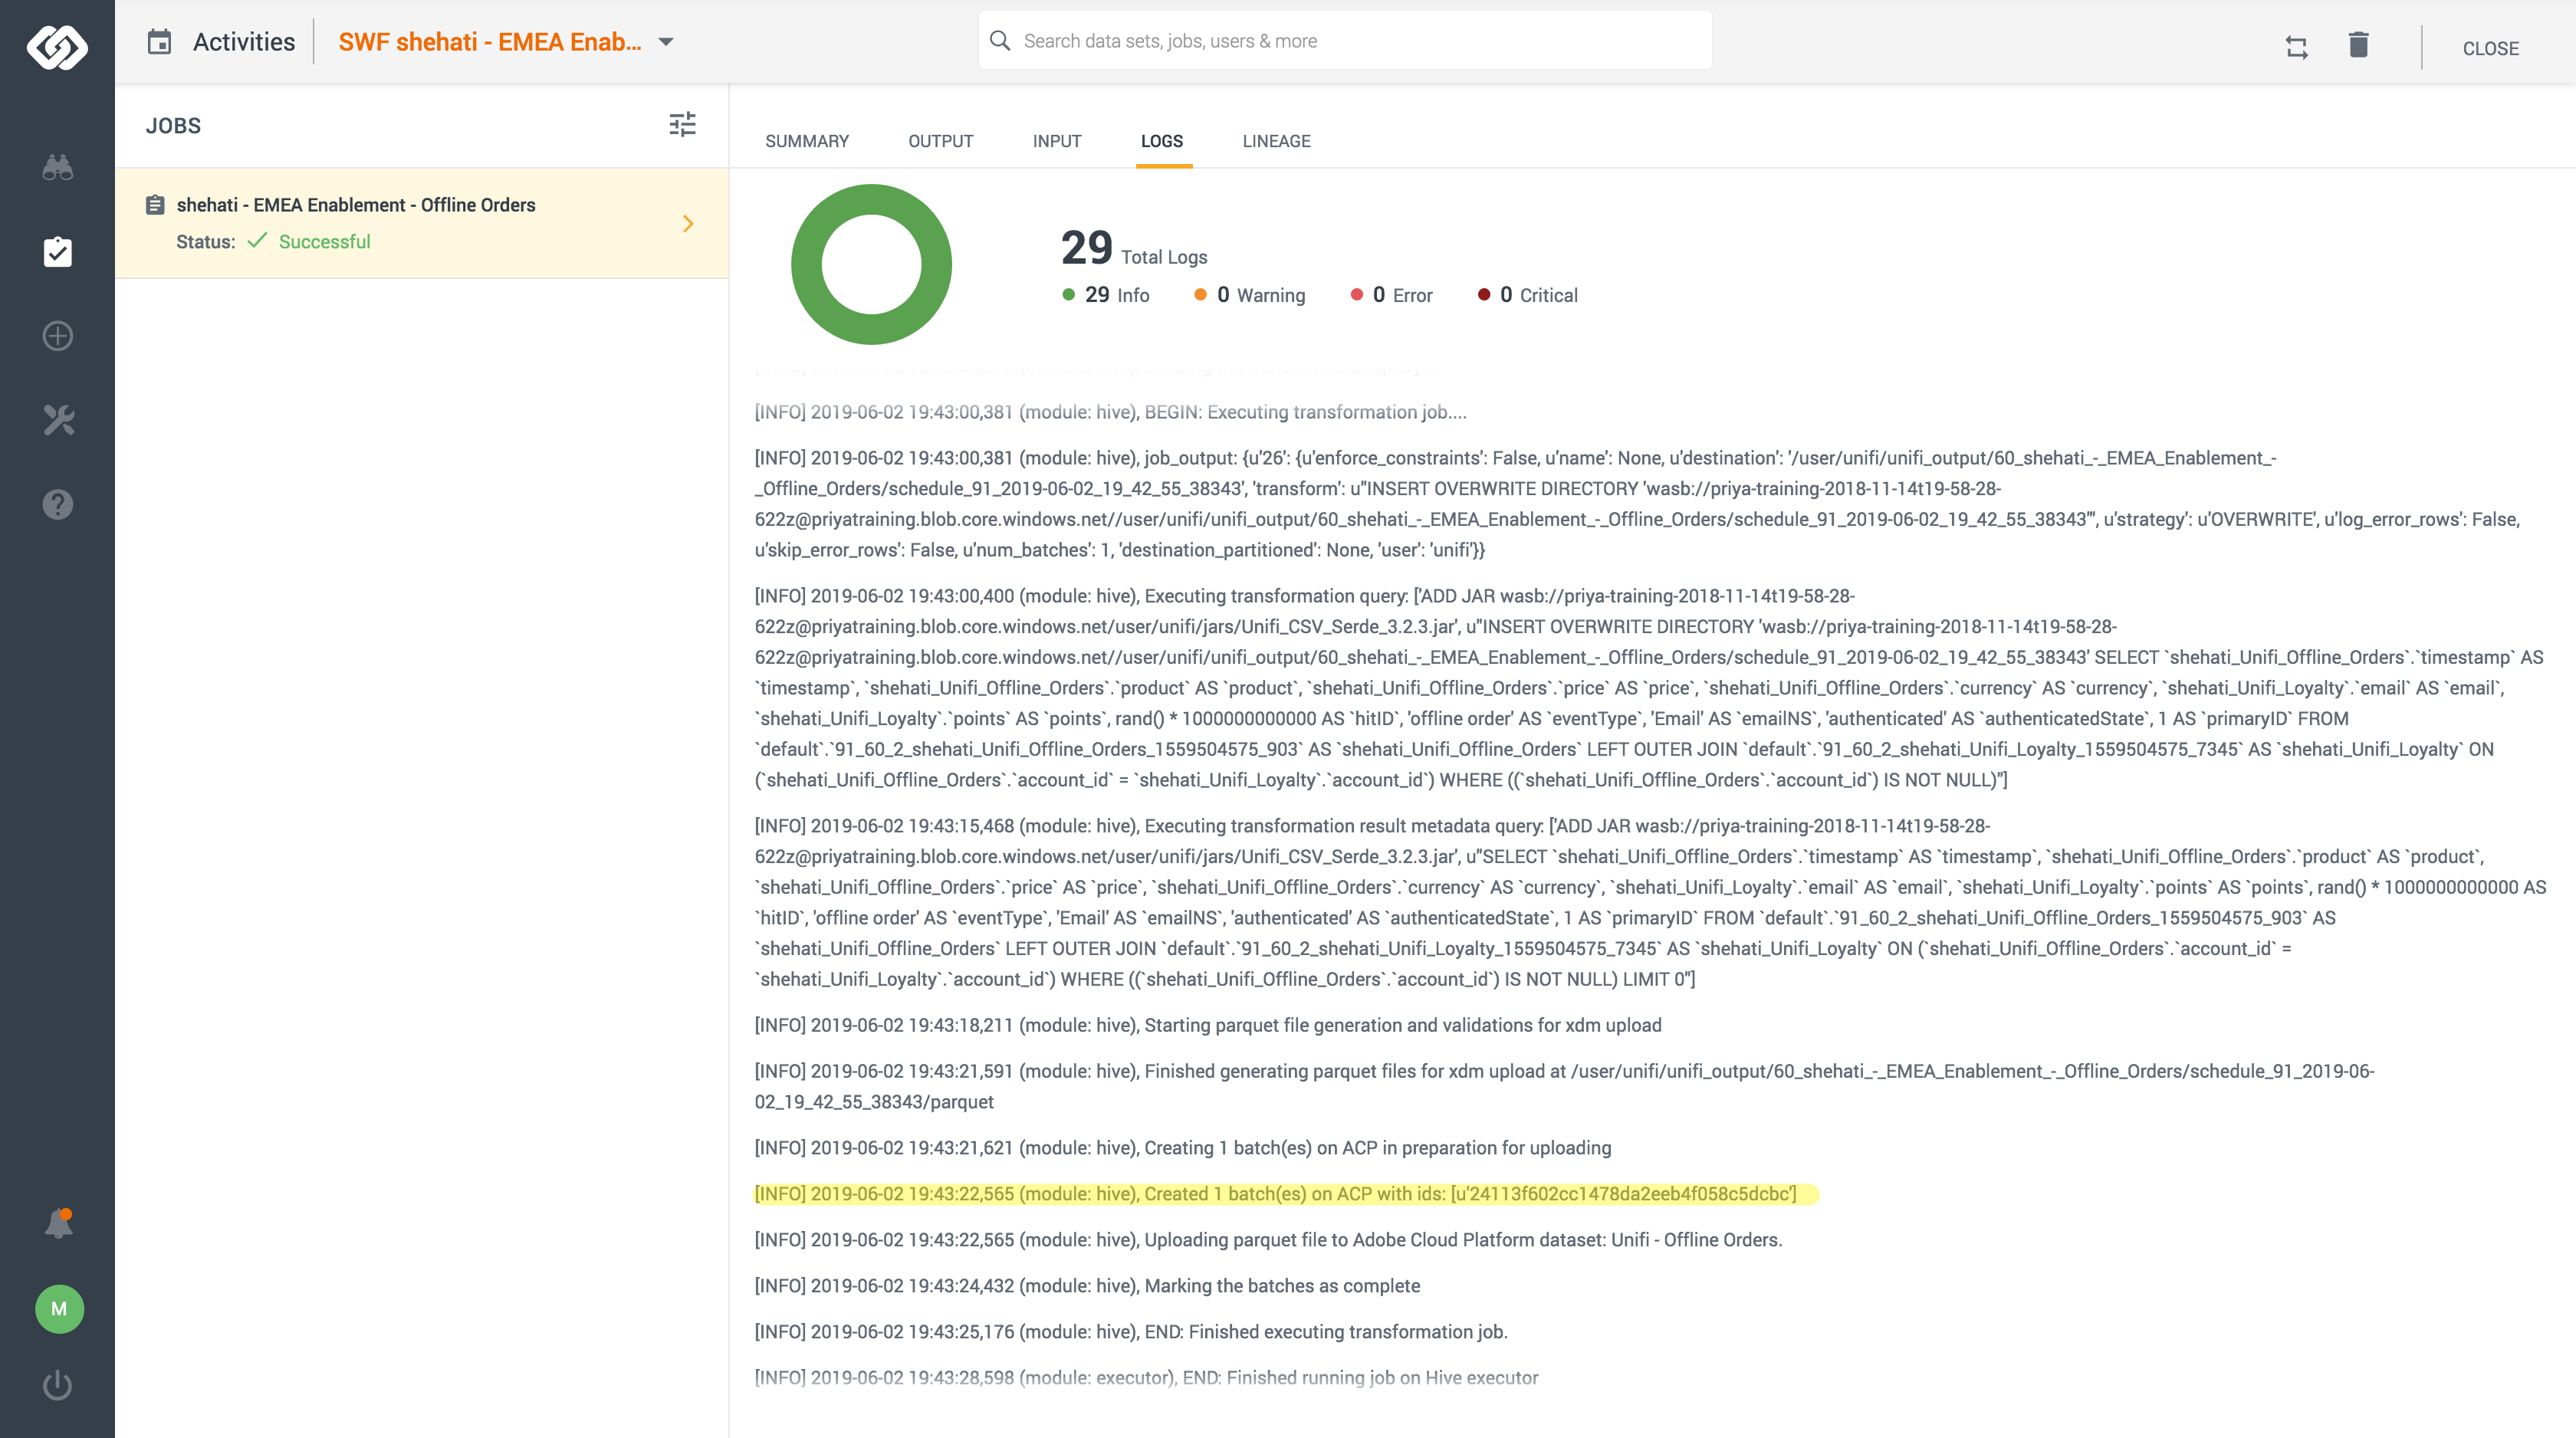 Activities
SWF shehati - EMEA Enab...
Search data sets, jobs, users & more
CLOSE
JOBS
shehati - EMEA Enablement - Offline Orders
Status: Successful
SUMMARY OUTPUT INPUT LOGS LINEAGE
29 Total Logs
29 Info 0 Warning 0 Error 0 Critical
[INFO] 2019-06-02 19:43:00,381 (module: hive), BEGIN: Executing transformation job....
[INFO] 2019-06-02 19:43:00,381 (module: hive), job_output: {u'26': {u'enforce_constraints': False, u'name': None, u'destination': '/user/unifi/unifi_output/60_shehati_-_EMEA_Enablement_-
_Offline_Orders/schedule_91_2019-06-02_19_42_55_38343', 'transform': u"INSERT OVERWRITE DIRECTORY 'wasb://priya-training-2018-11-14t19-58-28-
622z@priyatraining.blob.core.windows.net//user/unifi/unifi_output/60_shehati_-_EMEA_Enablement_-_Offline_Orders/schedule_91_2019-06-02_19_42_55_38343'", u'strategy': u'OVERWRITE', u'log_error_rows': False,
u'skip_error_rows': False, u'num_batches': 1, 'destination_partitioned': None, 'user': 'unifi'}}
[INFO] 2019-06-02 19:43:00,400 (module: hive), Executing transformation query: ['ADD JAR wasb://priya-training-2018-11-14t19-58-28-
622z@priyatraining.blob.core.windows.net/user/unifi/jars/Unifi_CSV_Serde_3.2.3.jar', u"INSERT OVERWRITE DIRECTORY 'wasb://priya-training-2018-11-14t19-58-28-
622z@priyatraining.blob.core.windows.net//user/unifi/unifi_output/60_shehati_-_EMEA_Enablement_-_Offline_Orders/schedule_91_2019-06-02_19_42_55_38343' SELECT `shehati_Unifi_Offline_Orders`.`timestamp` AS
`timestamp`, `shehati_Unifi_Offline_Orders`.`product` AS `product`, `shehati_Unifi_Offline_Orders`.`price` AS `price`, `shehati_Unifi_Offline_Orders`.`currency` AS `currency`, `shehati_Unifi_Loyalty`.`email` AS `email`,
`shehati_Unifi_Loyalty`.`points` AS `points`, rand() * 1000000000000 AS `hitID`, 'offline order' AS `eventType`, 'Email' AS `emailNS`, 'authenticated' AS `authenticatedState`, 1 AS `primaryID` FROM
`default`.`91_60_2_shehati_Unifi_Offline_Orders_1559504575_903` AS `shehati_Unifi_Offline_Orders` LEFT OUTER JOIN `default`.`91_60_2_shehati_Unifi_Loyalty_1559504575_7345` AS `shehati_Unifi_Loyalty` ON
(`shehati_Unifi_Offline_Orders`.`account_id` = `shehati_Unifi_Loyalty`.`account_id`) WHERE ((`shehati_Unifi_Offline_Orders`.`account_id`) IS NOT NULL)"]
[INFO] 2019-06-02 19:43:15,468 (module: hive), Executing transformation result metadata query: ['ADD JAR wasb://priya-training-2018-11-14t19-58-28-
622z@priyatraining.blob.core.windows.net/user/unifi/jars/Unifi_CSV_Serde_3.2.3.jar', u"SELECT `shehati_Unifi_Offline_Orders`.`timestamp` AS `timestamp`, `shehati_Unifi_Offline_Orders`.`product` AS `product`,
`shehati_Unifi_Offline_Orders`.`price` AS `price`, `shehati_Unifi_Offline_Orders`.`currency` AS `currency`, `shehati_Unifi_Loyalty`.`email` AS `email`, `shehati_Unifi_Loyalty`.`points` AS `points`, rand() * 1000000000000 AS
`hitID`, 'offline order' AS `eventType`, 'Email' AS `emailNS`, 'authenticated' AS `authenticatedState`, 1 AS `primaryID` FROM `default`.`91_60_2_shehati_Unifi_Offline_Orders_1559504575_903` AS
`shehati_Unifi_Offline_Orders` LEFT OUTER JOIN `default`.`91_60_2_shehati_Unifi_Loyalty_1559504575_7345` AS `shehati_Unifi_Loyalty` ON (`shehati_Unifi_Offline_Orders`.`account_id` =
`shehati_Unifi_Loyalty`.`account_id`) WHERE ((`shehati_Unifi_Offline_Orders`.`account_id`) IS NOT NULL) LIMIT 0"]
[INFO] 2019-06-02 19:43:18,211 (module: hive), Starting parquet file generation and validations for xdm upload
[INFO] 2019-06-02 19:43:21,591 (module: hive), Finished generating parquet files for xdm upload at /user/unifi/unifi_output/60_shehati_-_EMEA_Enablement_-_Offline_Orders/schedule_91_2019-06-
02_19_42_55_38343/parquet
[INFO] 2019-06-02 19:43:21,621 (module: hive), Creating 1 batch(es) on ACP in preparation for uploading
[INFO] 2019-06-02 19:43:22,565 (module: hive), Created 1 batch(es) on ACP with ids: [u'24113f602cc1478da2eeb4f058c5dcbc']
[INFO] 2019-06-02 19:43:22,565 (module: hive), Uploading parquet file to Adobe Cloud Platform dataset: Unifi - Offline Orders.
[INFO] 2019-06-02 19:43:24,432 (module: hive), Marking the batches as complete
[INFO] 2019-06-02 19:43:25,176 (module: hive), END: Finished executing transformation job.
[INFO] 2019-06-02 19:43:28,598 (module: executor), END: Finished running job on Hive executor
M